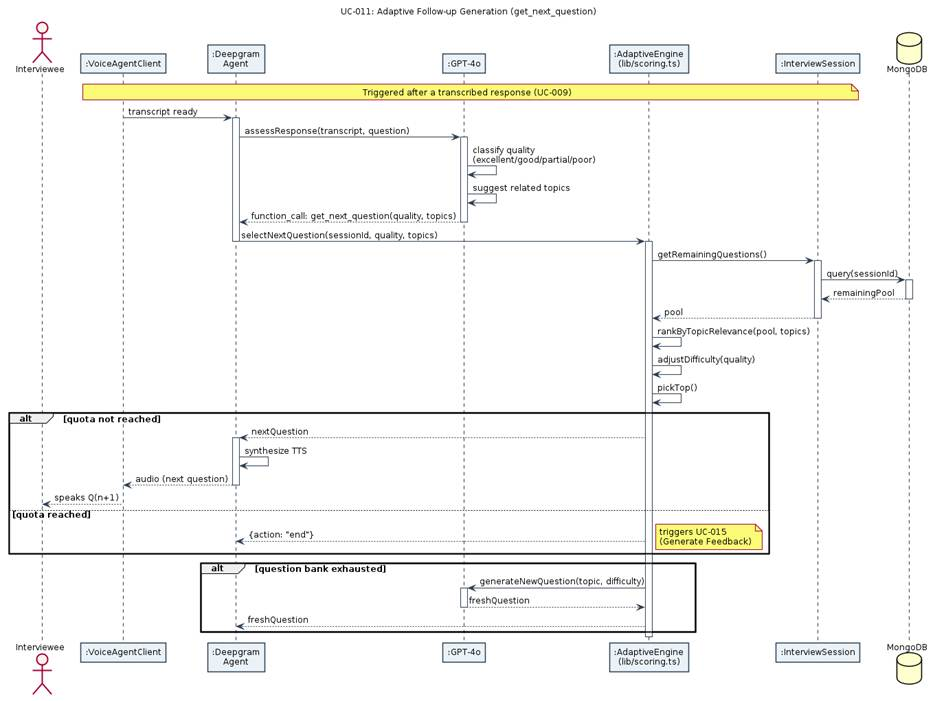 UC-011: Adaptive Follow-up Generation (get_next_question)
Interviewee
:VoiceAgentClient
:Deepgram
Agent
:GPT-4o
:AdaptiveEngine
(lib/scoring.ts)
:InterviewSession
MongoDB
Triggered after a transcribed response (UC-009)
transcript ready
assessResponse(transcript, question)
classify quality
(excellent/good/partial/poor)
suggest related topics
function_call: get_next_question(quality, topics)
selectNextQuestion(sessionId, quality, topics)
getRemainingQuestions()
query(sessionId)
remainingPool
pool
rankByTopicRelevance(pool, topics)
adjustDifficulty(quality)
pickTop()
alt [quota not reached]
nextQuestion
synthesize TTS
audio (next question)
speaks Q(n+1)
[quota reached]
{action: "end"}
triggers UC-015
(Generate Feedback)
alt [question bank exhausted]
generateNewQuestion(topic, difficulty)
freshQuestion
freshQuestion
Interviewee
:VoiceAgentClient
:Deepgram
Agent
:GPT-4o
:AdaptiveEngine
(lib/scoring.ts)
:InterviewSession
MongoDB